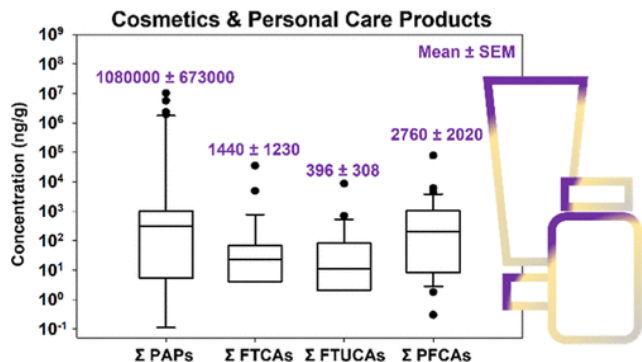 Cosmetics & Personal Care Products
Concentration (ng/g)
10⁹
10⁸
10⁷
10⁶
10⁵
10⁴
10³
10²
10¹
10⁰
10⁻¹
1080000 ± 673000
1440 ± 1230
396 ± 308
2760 ± 2020
Mean ± SEM
Σ PAPs
Σ FTCAs
Σ FTUCAs
Σ PFCAs